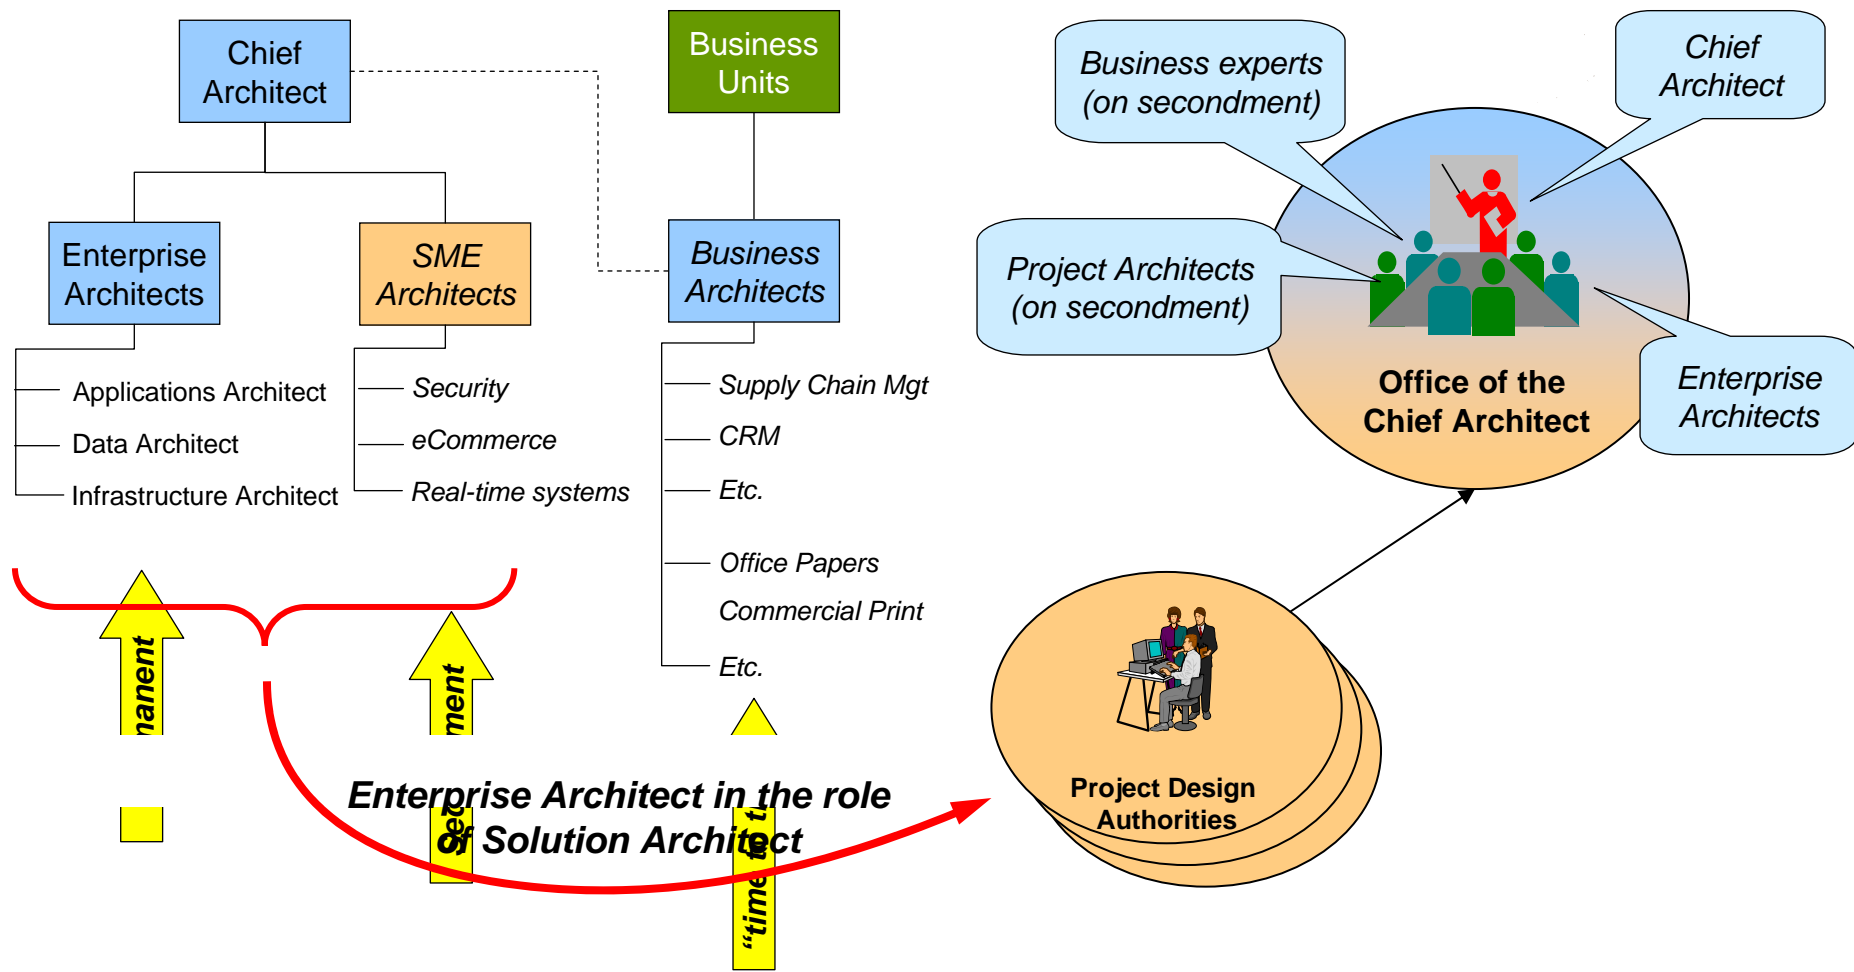 Chief
Architect
Business
Units
Enterprise
Architects
SME
Architects
Business
Architects
Applications Architect
Data Architect
Infrastructure Architect
Security
eCommerce
Real-time systems
Supply Chain Mgt
CRM
Etc.
Office Papers
Commercial Print
Etc.
Enterprise Architect in the role
of Solution Architect
"time to
Business experts
(on secondment)
Chief
Architect
Project Architects
(on secondment)
Enterprise
Architects
Office of the
Chief Architect
Project Design
Authorities